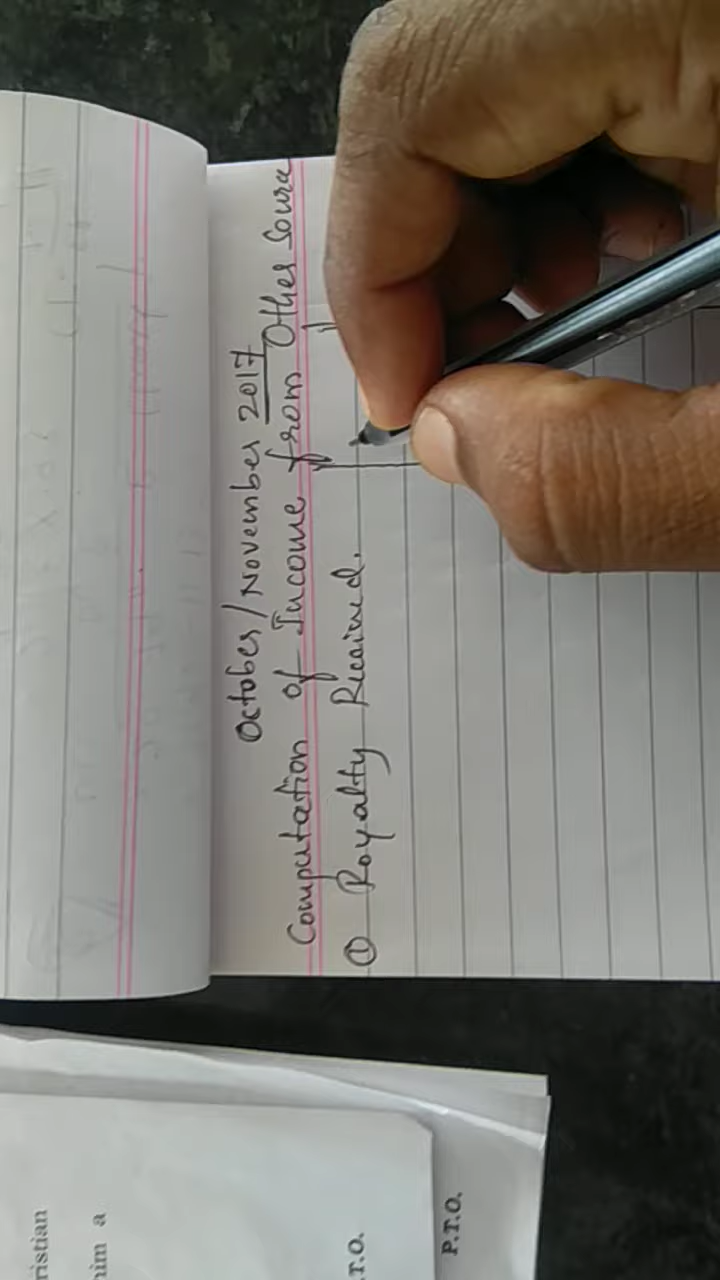 October/November 2017
Computation of Income from Other Source
① Royalty Received.
ristian
him a
T.O.
P.T.O.